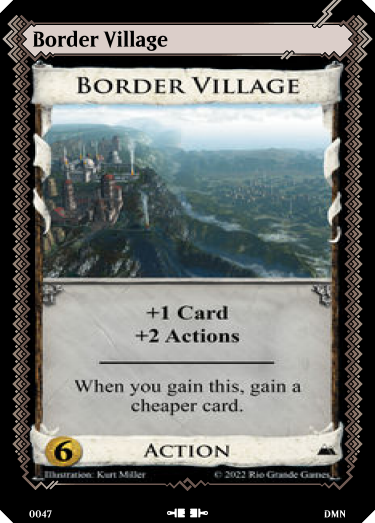 Border Village
BORDER VILLAGE
+1 Card
+2 Actions
When you gain this, gain a
cheaper card.
6
ACTION
Illustration: Kurt Miller
© 2022 Rio Grande Games
0047
DMN